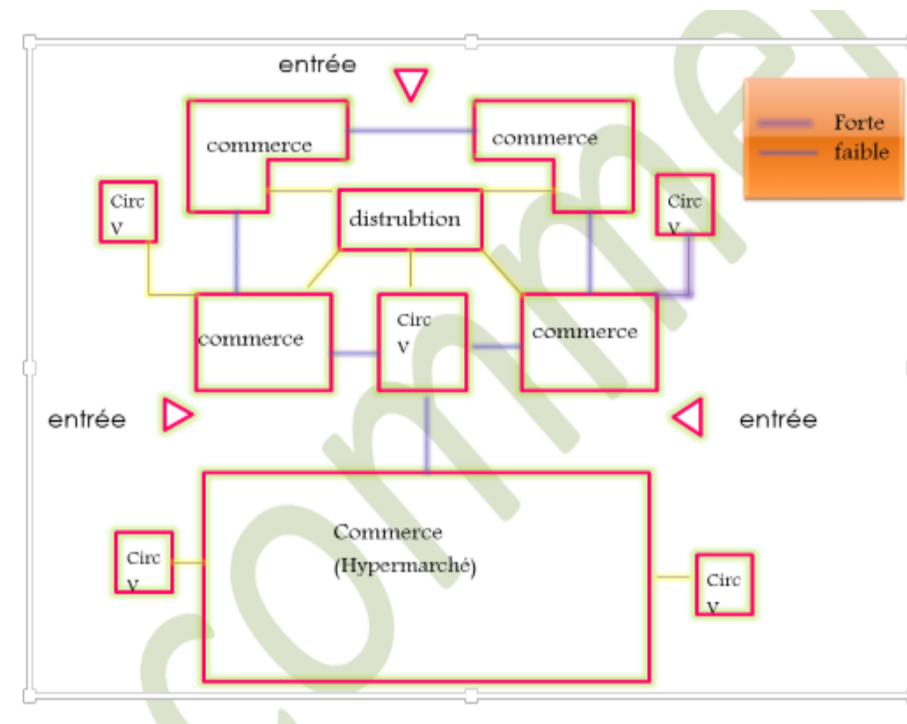 entrée
commerce
commerce
Forte
faible
Circ
V
distrubtion
Circ
V
commerce
Circ
V
commerce
entrée
entrée
Commerce
(Hypermarché)
Circ
V
Circ
V